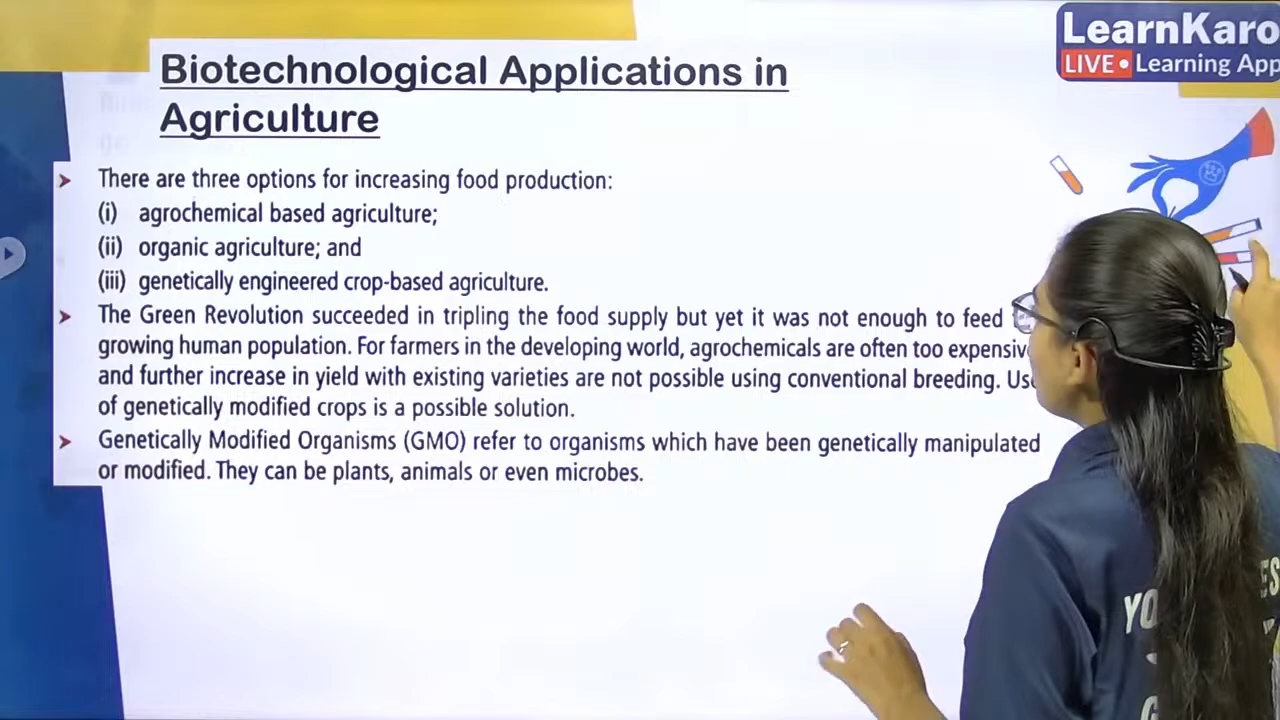 LearnKaro
LIVE • Learning App
Biotechnological Applications in
Agriculture
There are three options for increasing food production:
(i) agrochemical based agriculture;
(ii) organic agriculture; and
(iii) genetically engineered crop-based agriculture.
The Green Revolution succeeded in tripling the food supply but yet it was not enough to feed
growing human population. For farmers in the developing world, agrochemicals are often too expensiv
and further increase in yield with existing varieties are not possible using conventional breeding. Us
of genetically modified crops is a possible solution.
Genetically Modified Organisms (GMO) refer to organisms which have been genetically manipulated
or modified. They can be plants, animals or even microbes.
YO